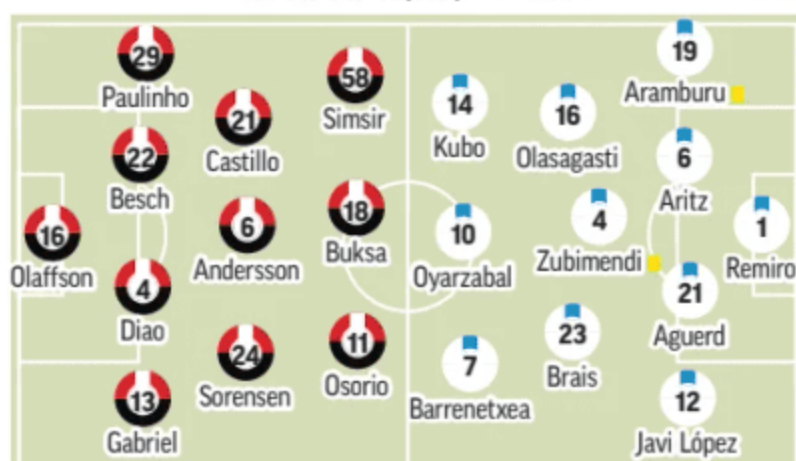 29
Paulinho
22
Besch
16
Olaffson
4
Diao
13
Gabriel
21
Castillo
6
Andersson
24
Sorensen
58
Simsir
18
Buksa
11
Osorio
14
Kubo
10
Oyarzabal
7
Barrenetxea
16
Olasagasti
4
Zubimendi
23
Brais
19
Aramburu
6
Aritz
21
Aguerd
12
Javi López
1
Remiro